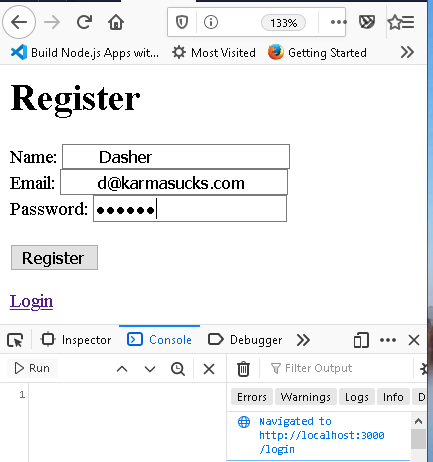 133%
Build Node.js Apps wit...
Most Visited
Getting Started
Register
Name: Dasher
Email: d@karmasucks.com
Password: ●●●●●●
Register
Login
Inspector
Console
Debugger
Run
Filter Output
1
Errors
Warnings
Logs
Info
D
Navigated to
http://localhost:3000
/login